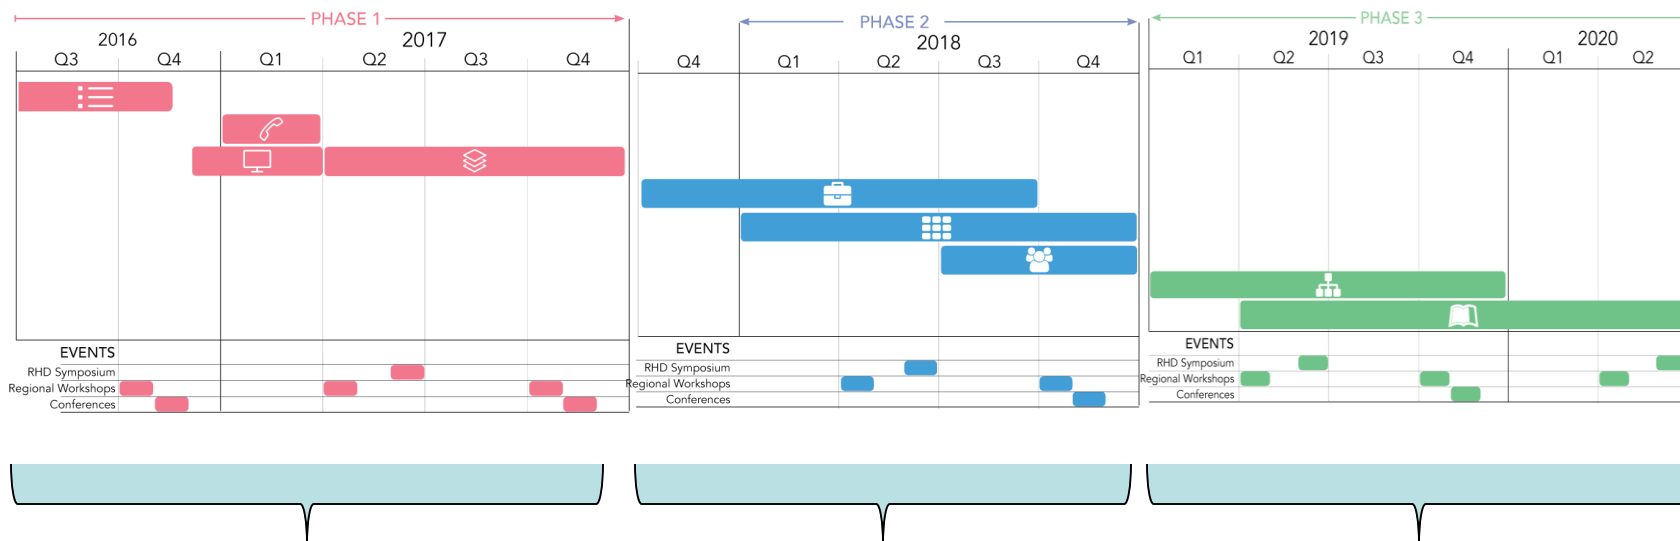 PHASE 1
2016 2017
Q3 Q4 Q1 Q2 Q3 Q4
EVENTS
RHD Symposium
Regional Workshops
Conferences
PHASE 2
2018
Q4 Q1 Q2 Q3 Q4
EVENTS
RHD Symposium
Regional Workshops
Conferences
PHASE 3
2019 2020
Q1 Q2 Q3 Q4 Q1 Q2
EVENTS
RHD Symposium
Regional Workshops
Conferences